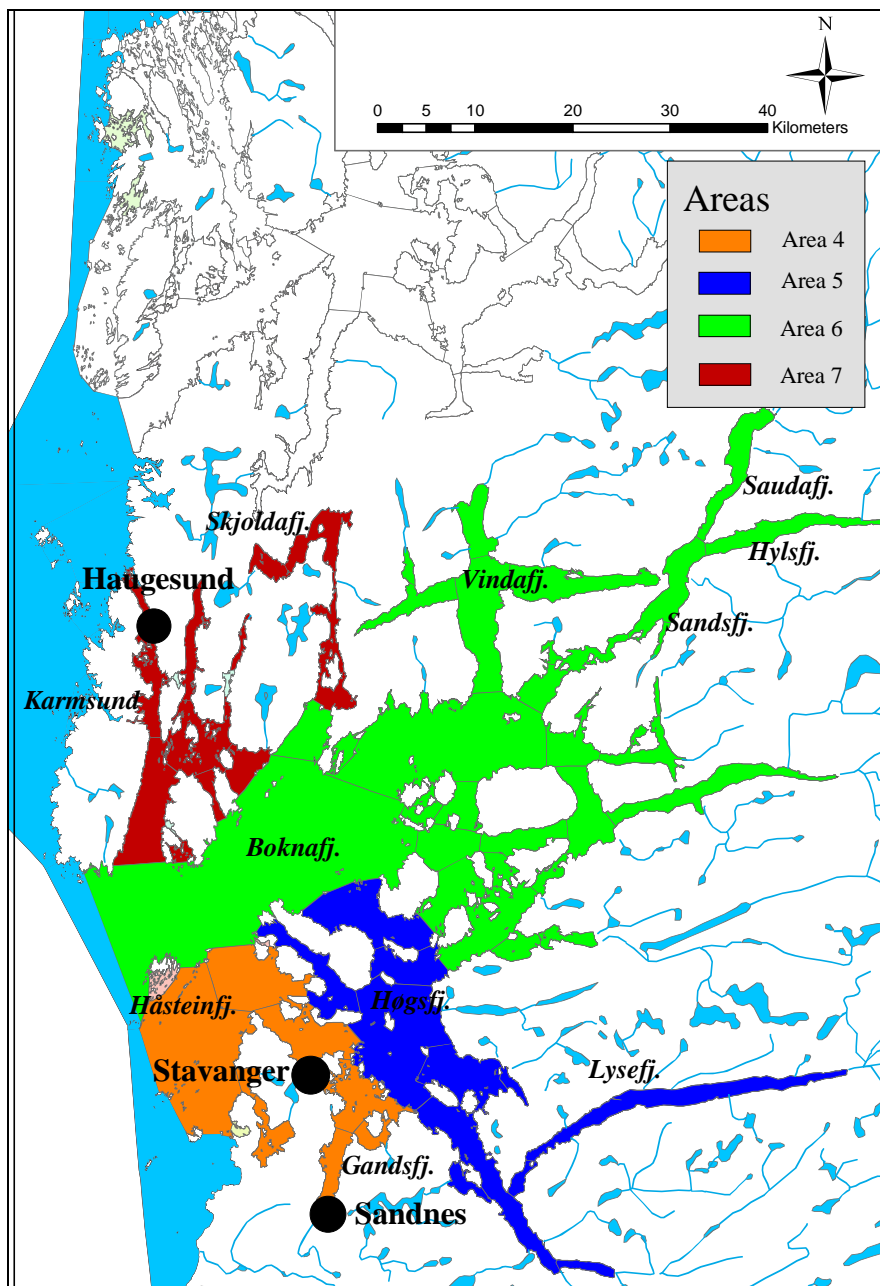 N
0 5 10 20 30 40
Kilometers
Areas
Area 4
Area 5
Area 6
Area 7
Saudafj.
Skjoldafj.
Hylsfj.
Haugesund
Vindafj.
Sandsfj.
Karmsund
Boknafj.
Håsteinfj.
Høgsfj.
Stavanger
Lysefj.
Gandsfj.
Sandnes